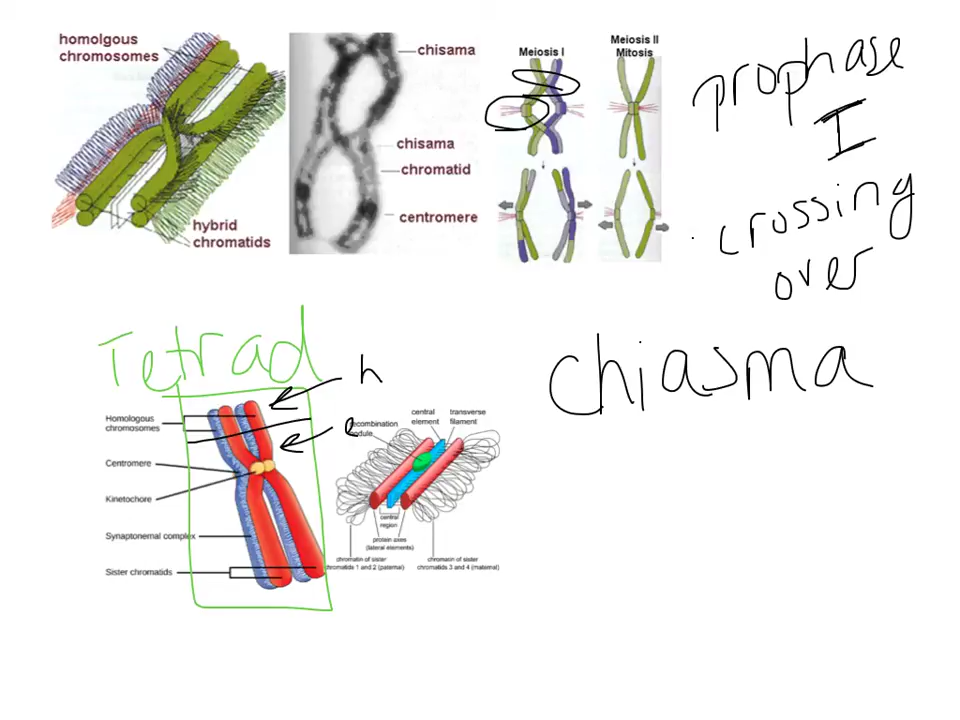 homolgous
chromosomes
hybrid
chromatids
chisama
chisama
chromatid
centromere
Meiosis I
Meiosis II
Mitosis
prophase
I
crossing
over
Tetrad
h
e
chiasma
Homologous
chromosomes
Centromere
Kinetochore
Synaptonemal complex
Sister chromatids
recombination
nodule
central
element
transverse
filament
central
region
protein axes
(lateral elements)
chromatin of sister
chromatids 1 and 2 (paternal)
chromatin of sister
chromatids 3 and 4 (maternal)